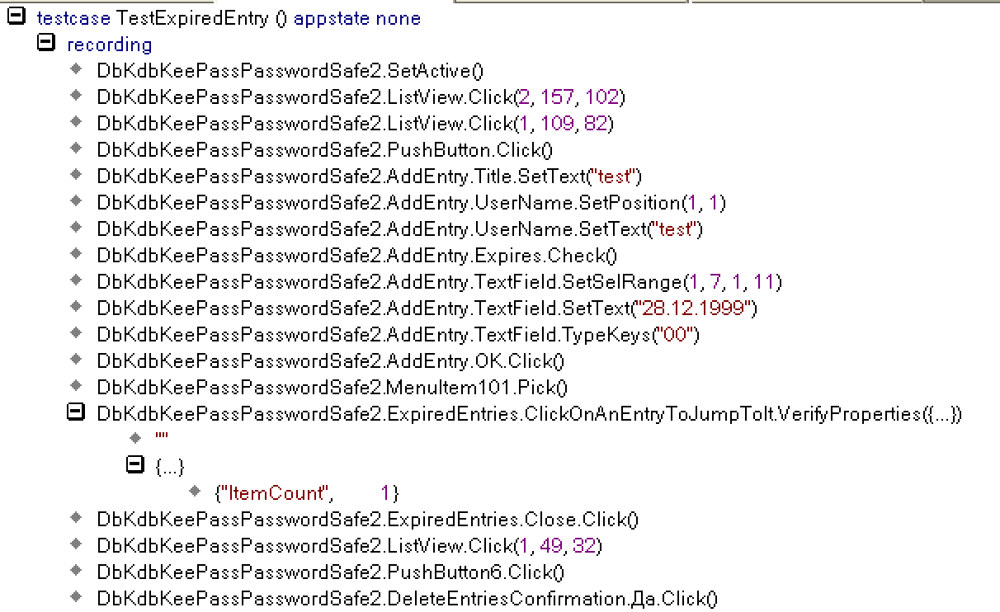 testcase TestExpiredEntry () appstate none
recording
DbKdbKeePassPasswordSafe2.SetActive()
DbKdbKeePassPasswordSafe2.ListView.Click(2, 157, 102)
DbKdbKeePassPasswordSafe2.ListView.Click(1, 109, 82)
DbKdbKeePassPasswordSafe2.PushButton.Click()
DbKdbKeePassPasswordSafe2.AddEntry.Title.SetText("test")
DbKdbKeePassPasswordSafe2.AddEntry.UserName.SetPosition(1, 1)
DbKdbKeePassPasswordSafe2.AddEntry.UserName.SetText("test")
DbKdbKeePassPasswordSafe2.AddEntry.Expires.Check()
DbKdbKeePassPasswordSafe2.AddEntry.TextField.SetSelRange(1, 7, 1, 11)
DbKdbKeePassPasswordSafe2.AddEntry.TextField.SetText("28.12.1999")
DbKdbKeePassPasswordSafe2.AddEntry.TextField.TypeKeys("00")
DbKdbKeePassPasswordSafe2.AddEntry.OK.Click()
DbKdbKeePassPasswordSafe2.MenuItem101.Pick()
DbKdbKeePassPasswordSafe2.ExpiredEntries.ClickOnAnEntryToJumpToIt.VerifyProperties({...})
""
{...}
{"ItemCount", 1}
DbKdbKeePassPasswordSafe2.ExpiredEntries.Close.Click()
DbKdbKeePassPasswordSafe2.ListView.Click(1, 49, 32)
DbKdbKeePassPasswordSafe2.PushButton6.Click()
DbKdbKeePassPasswordSafe2.DeleteEntriesConfirmation.Да.Click()